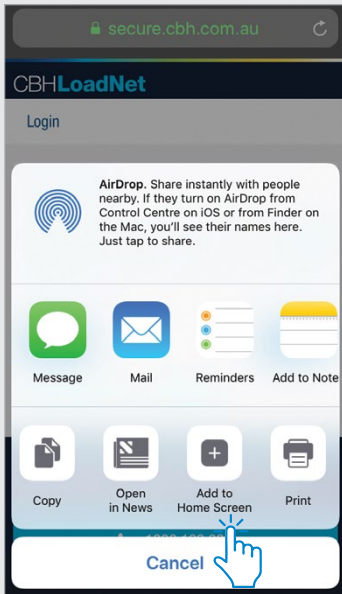 secure.cbh.com.au
CBHLoadNet
Login
AirDrop. Share instantly with people
nearby. If they turn on AirDrop from
Control Centre on iOS or from Finder on
the Mac, you'll see their names here.
Just tap to share.
Message
Mail
Reminders
Add to Note
Copy
Open
in News
Add to
Home Screen
Print
Cancel